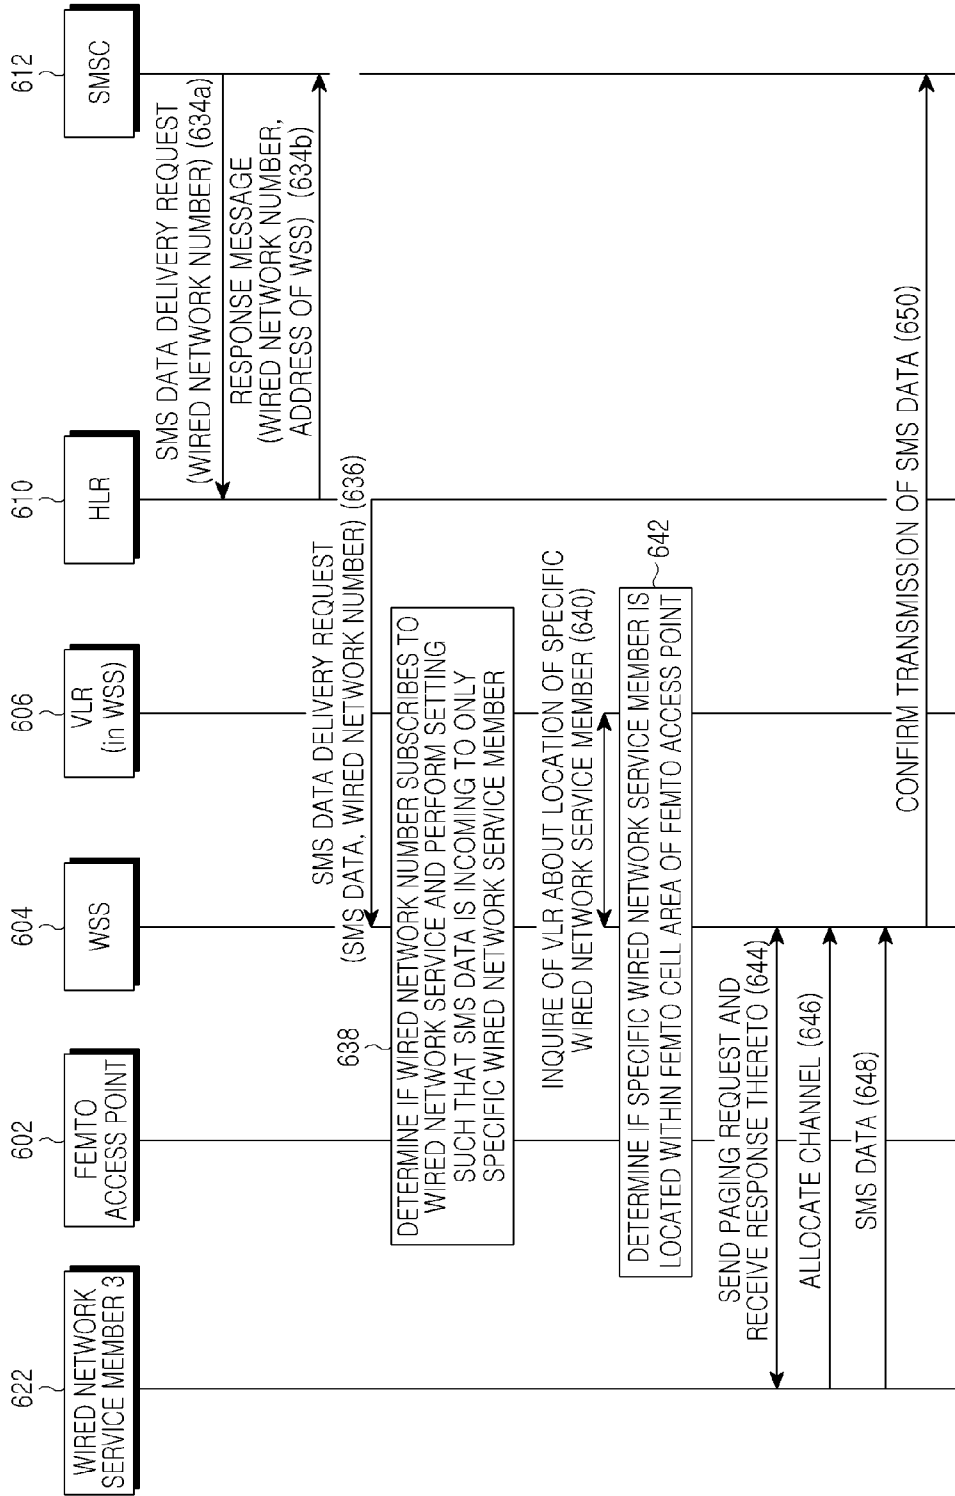 622
WIRED NETWORK
SERVICE MEMBER 3
602
FEMTO
ACCESS POINT
604
WSS
606
VLR
(in WSS)
610
HLR
612
SMSC
SMS DATA DELIVERY REQUEST
(WIRED NETWORK NUMBER) (634a)
RESPONSE MESSAGE
(WIRED NETWORK NUMBER,
ADDRESS OF WSS) (634b)
SMS DATA DELIVERY REQUEST
(SMS DATA, WIRED NETWORK NUMBER) (636)
638
DETERMINE IF WIRED NETWORK NUMBER SUBSCRIBES TO
WIRED NETWORK SERVICE AND PERFORM SETTING
SUCH THAT SMS DATA IS INCOMING TO ONLY
SPECIFIC WIRED NETWORK SERVICE MEMBER
INQUIRE OF VLR ABOUT LOCATION OF SPECIFIC
WIRED NETWORK SERVICE MEMBER (640)
642
DETERMINE IF SPECIFIC WIRED NETWORK SERVICE MEMBER IS
LOCATED WITHIN FEMTO CELL AREA OF FEMTO ACCESS POINT
SEND PAGING REQUEST AND
RECEIVE RESPONSE THERETO (644)
ALLOCATE CHANNEL (646)
SMS DATA (648)
CONFIRM TRANSMISSION OF SMS DATA (650)